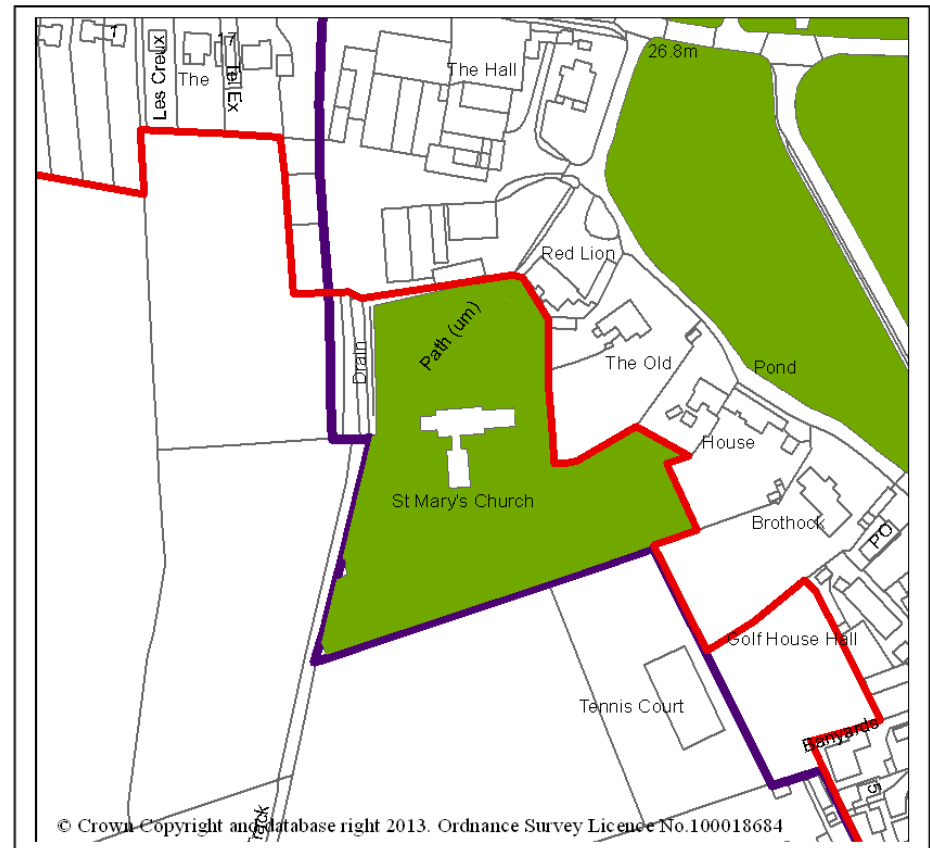 1
17
Les Creux
The
Tel Ex
The Hall
26.8m
Red Lion
Path (um)
Drain
The Old
Pond
House
St Mary's Church
Brothock
PO
Golf House Hall
Tennis Court
Banyards
5
Track
© Crown Copyright and database right 2013. Ordnance Survey Licence No.100018684